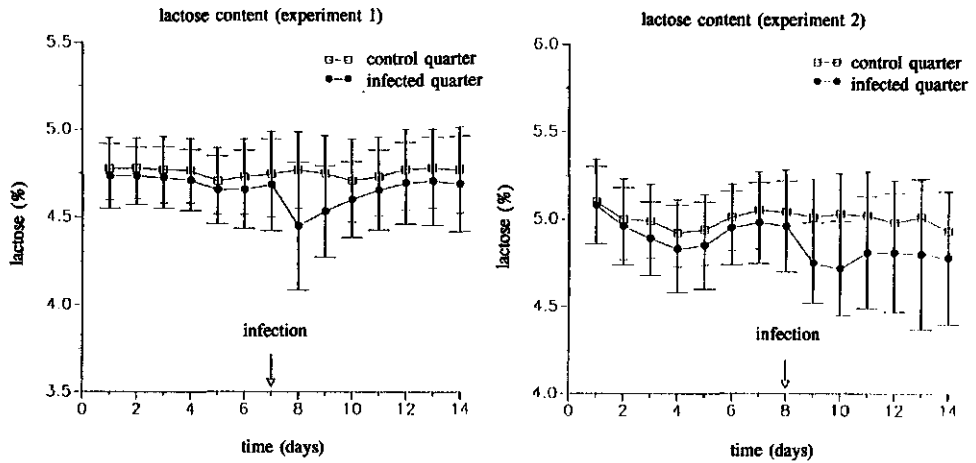 lactose content (experiment 1)
5.5
5.0
4.5
4.0
3.5
lactose (%)
control quarter
infected quarter
infection
0 2 4 6 8 10 12 14
time (days)
lactose content (experiment 2)
6.0
5.5
5.0
4.5
4.0
lactose (%)
control quarter
infected quarter
infection
0 2 4 6 8 10 12 14
time (days)